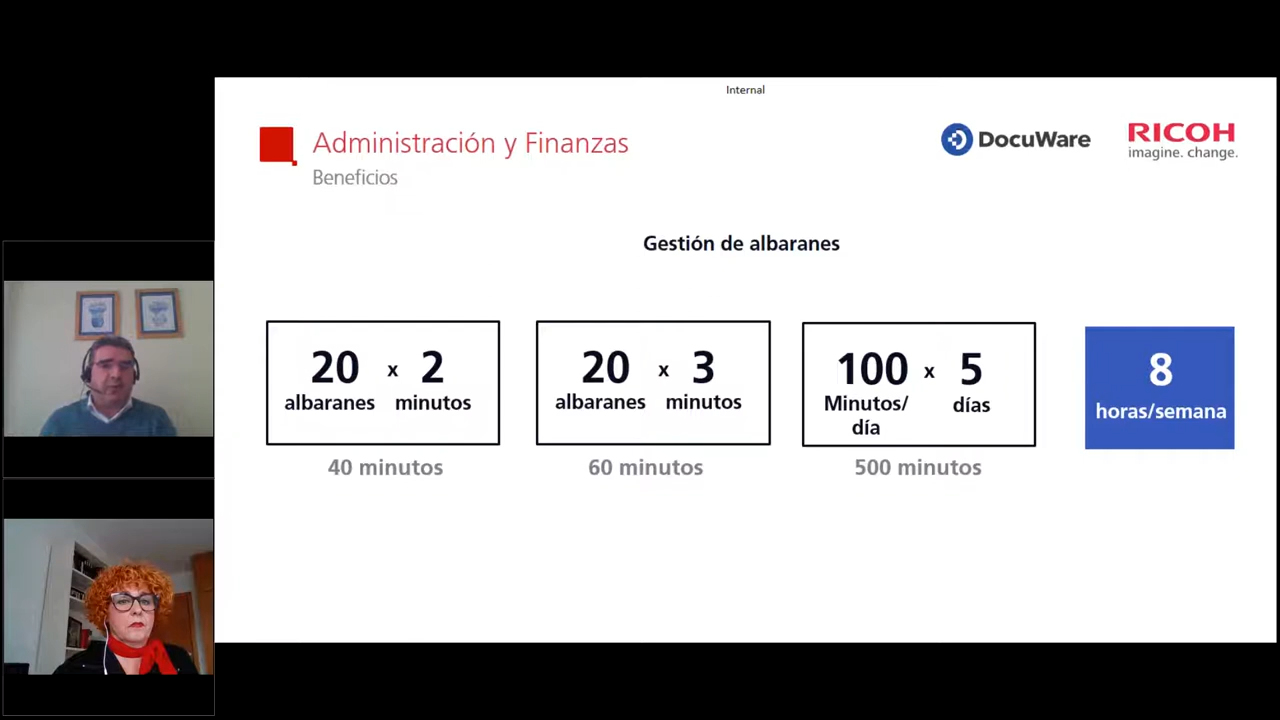 Internal
Administración y Finanzas
Beneficios
DocuWare
RICOH
imagine. change.
Gestión de albaranes
20 x 2
albaranes minutos
40 minutos
20 x 3
albaranes minutos
60 minutos
100 x 5
Minutos/ días
día
500 minutos
8
horas/semana